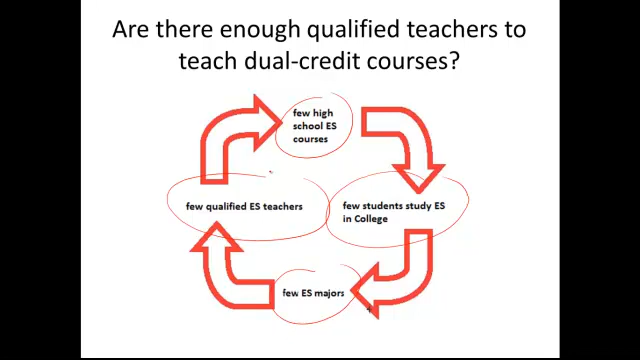 Are there enough qualified teachers to
teach dual-credit courses?
few high
school ES
courses
few qualified ES teachers
few students study ES
in College
few ES majors